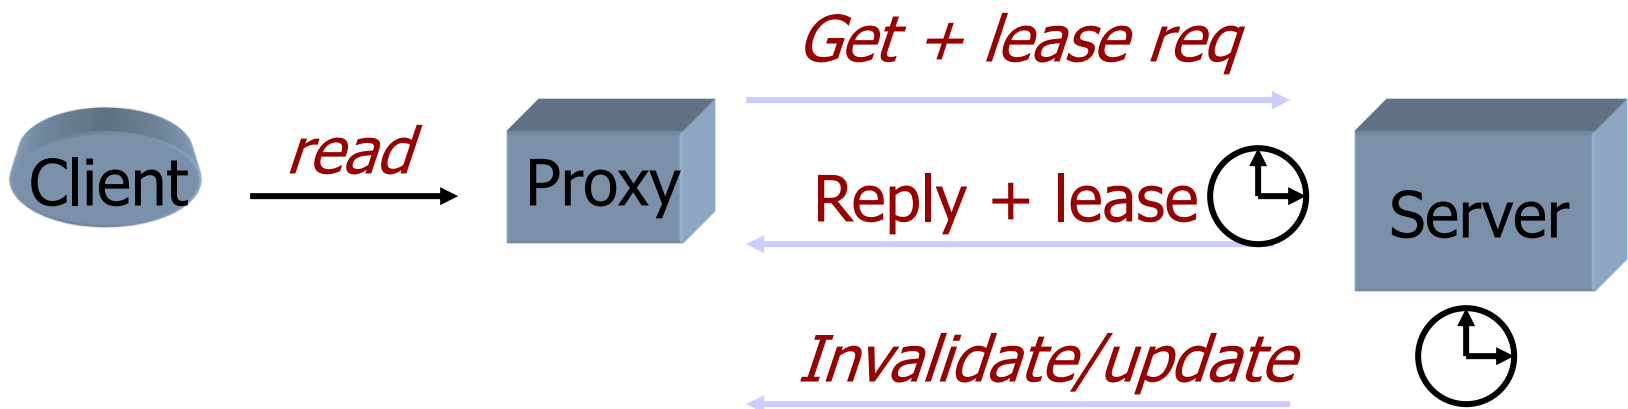 Get + lease req
Client
read
Proxy
Reply + lease
Server
Invalidate/update